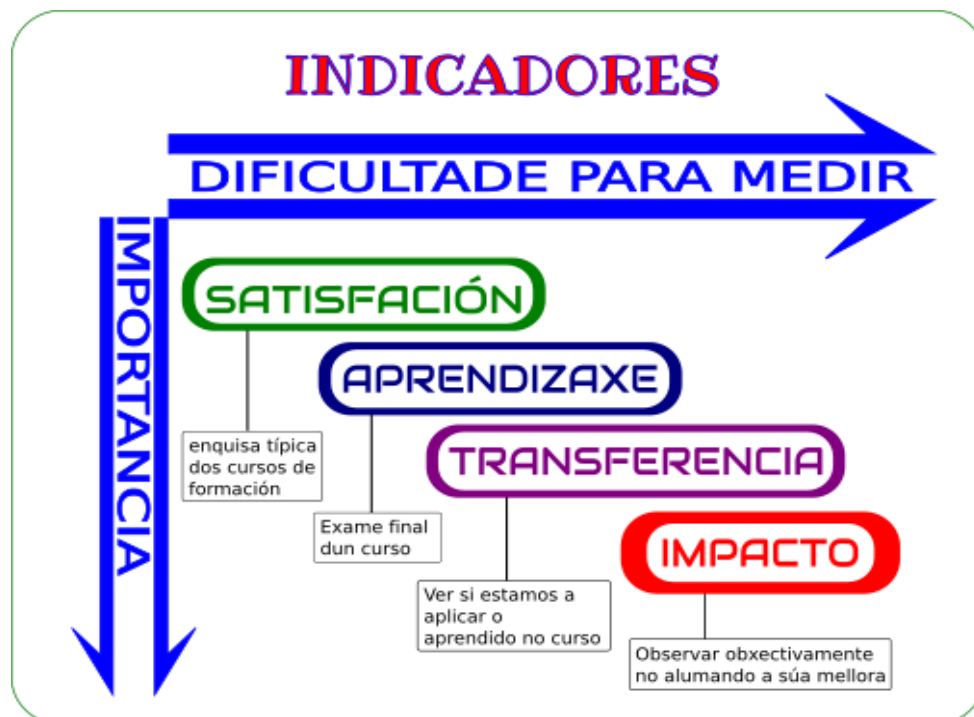 INDICADORES
DIFICULTADE PARA MEDIR
IMPORTANCIA
SATISFACIÓN
enquisa típica
dos cursos de
formación
APRENDIZAXE
Exame final
dun curso
TRANSFERENCIA
Ver si estamos a
aplicar o
aprendido no curso
IMPACTO
Observar obxectivamente
no alumando a súa mellora